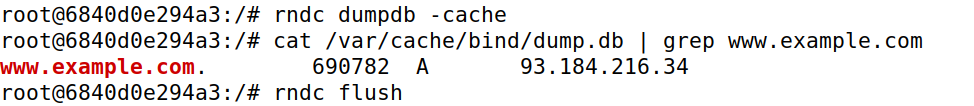 root@6840d0e294a3:/# rndc dumpdb -cache
root@6840d0e294a3:/# cat /var/cache/bind/dump.db | grep www.example.com
www.example.com.        690782  A       93.184.216.34
root@6840d0e294a3:/# rndc flush